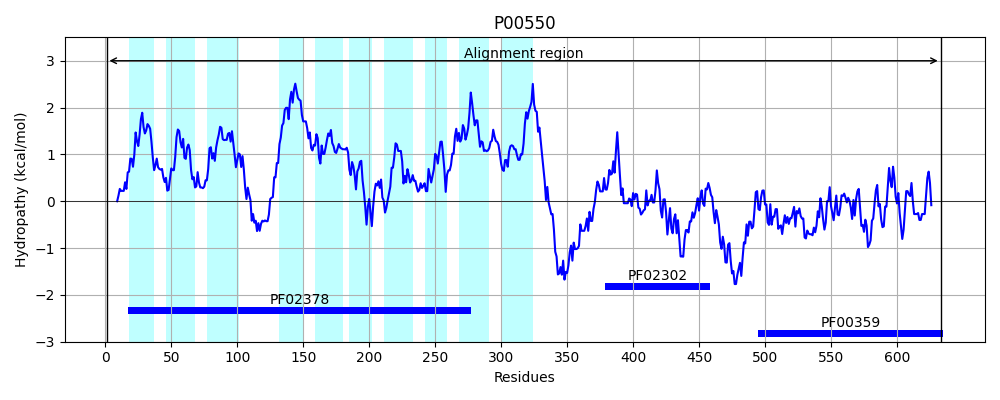 P00550
Alignment region
Hydropathy (kcal/mol)
3
2
1
0
−1
−2
−3
PF02302
PF02378
PF00359
0 50 100 150 200 250 300 350 400 450 500 550 600
Residues